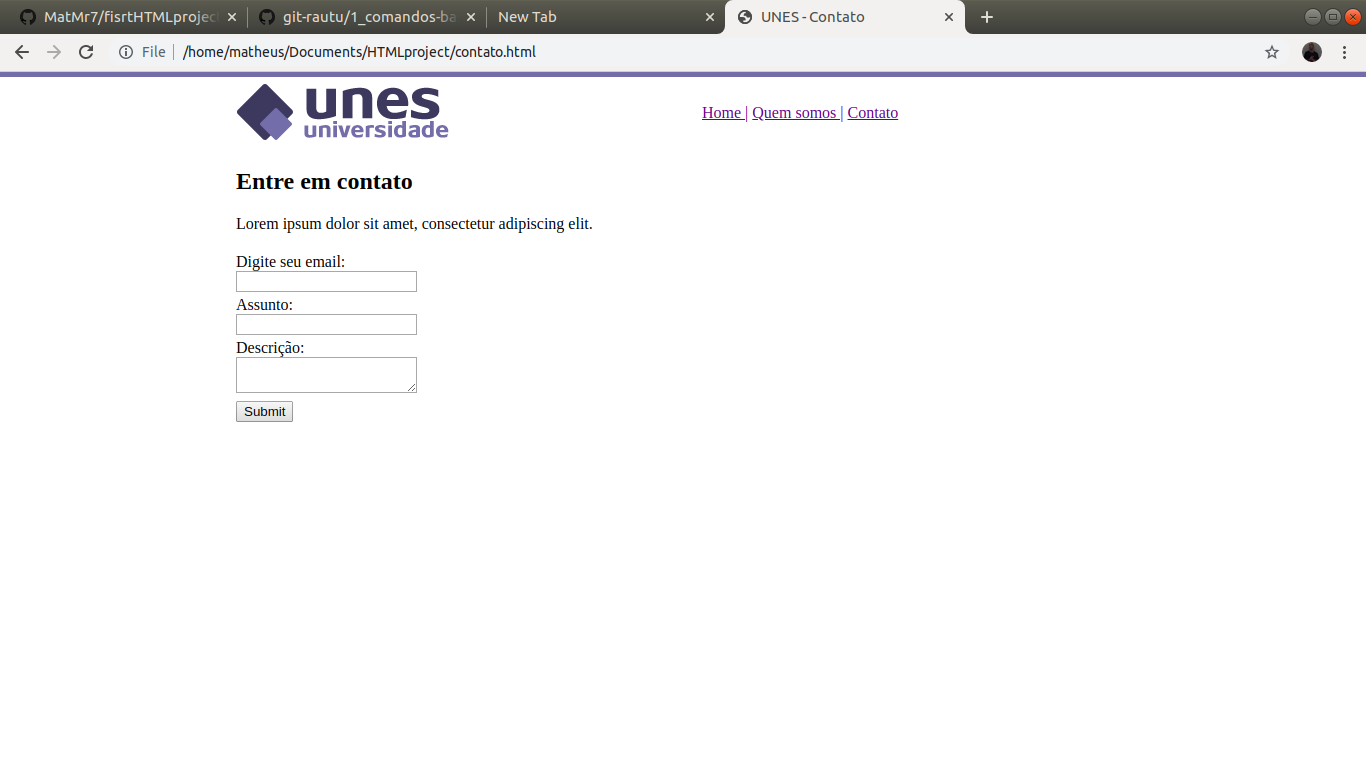 MatMr7/fisrtHTMLprojec
git-rautu/1_comandos-ba
New Tab
UNES - Contato
File
/home/matheus/Documents/HTMLproject/contato.html
unes
universidade
Home | Quem somos | Contato
Entre em contato
Lorem ipsum dolor sit amet, consectetur adipiscing elit.
Digite seu email:
Assunto:
Descrição:
Submit